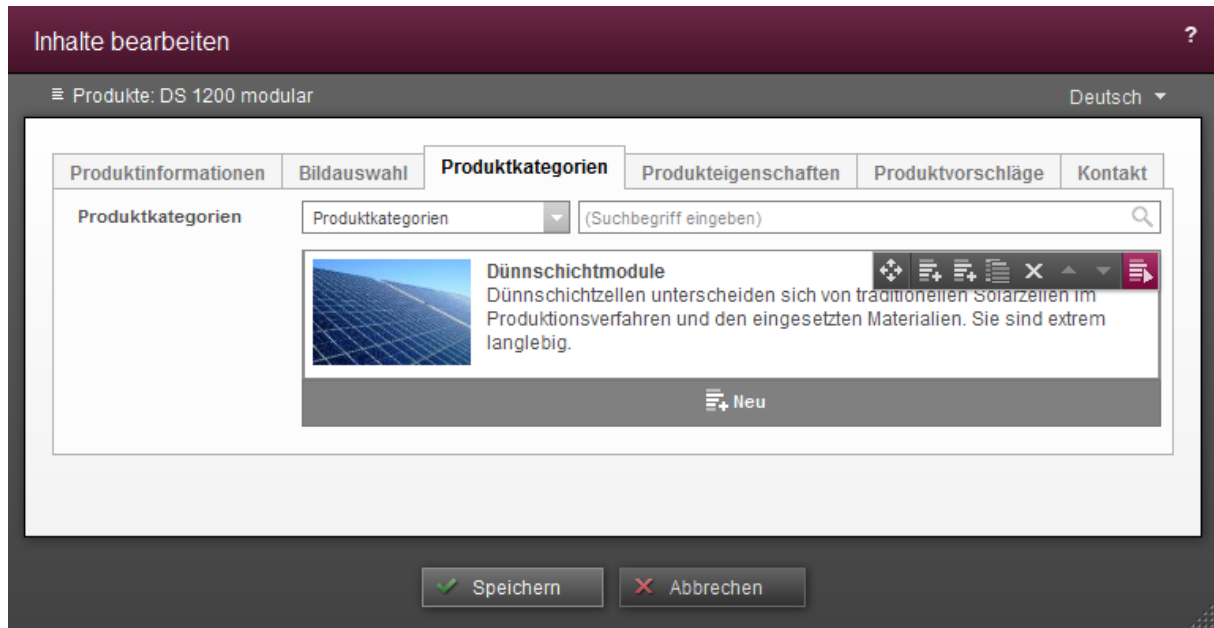 Inhalte bearbeiten
?
Produkte: DS 1200 modular
Deutsch
Produktinformationen
Bildauswahl
Produktkategorien
Produkteigenschaften
Produktvorschläge
Kontakt
Produktkategorien
Produktkategorien
(Suchbegriff eingeben)
Dünnschichtmodule
Dünnschichtzellen unterscheiden sich von traditionellen Solarzellen im
Produktionsverfahren und den eingesetzten Materialien. Sie sind extrem
langlebig.
Neu
Speichern
Abbrechen